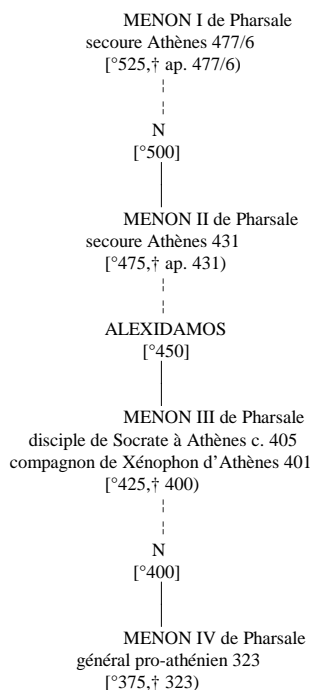 MENON I de Pharsale
secoure Athènes 477/6
[°525,† ap. 477/6)
N
[°500]
MENON II de Pharsale
secoure Athènes 431
[°475,† ap. 431)
ALEXIDAMOS
[°450]
MENON III de Pharsale
disciple de Socrate à Athènes c. 405
compagnon de Xénophon d’Athènes 401
[°425,† 400)
N
[°400]
MENON IV de Pharsale
général pro-athénien 323
[°375,† 323)